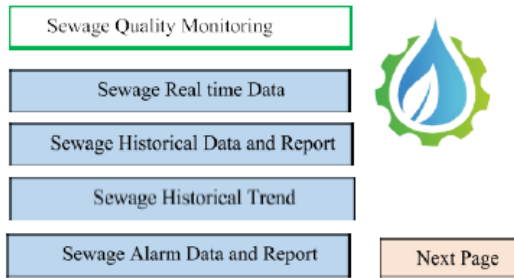 Sewage Quality Monitoring
Sewage Real time Data
Sewage Historical Data and Report
Sewage Historical Trend
Sewage Alarm Data and Report
Next Page